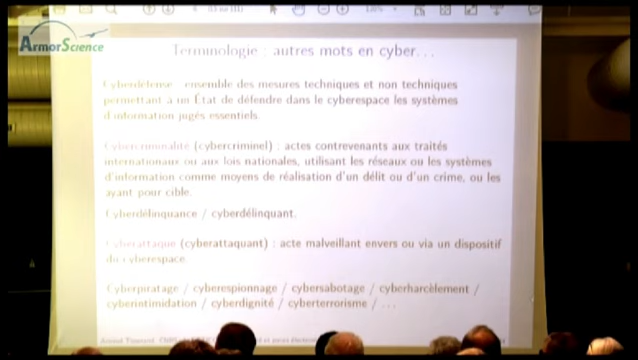 ArmorScience
Terminologie : autres mots en cyber...
Cyberdéfense : ensemble des mesures techniques et non techniques
permettant à un État de défendre dans le cyberespace les systèmes
d'information jugés essentiels.
Cybercriminalité (cybercriminel) : actes contrevenants aux traités
internationaux ou aux lois nationales, utilisant les réseaux ou les systèmes
d'information comme moyens de réalisation d'un délit ou d'un crime, ou les
ayant pour cible.
Cyberdélinquance / cyberdélinquant.
Cyberattaque (cyberattaquant) : acte malveillant envers ou via un dispositif
du cyberespace.
Cyberpiratage / cyberespionnage / cybersabotage / cyberharcèlement /
cyberintimidation / cyberdignité / cyberterrorisme / ...